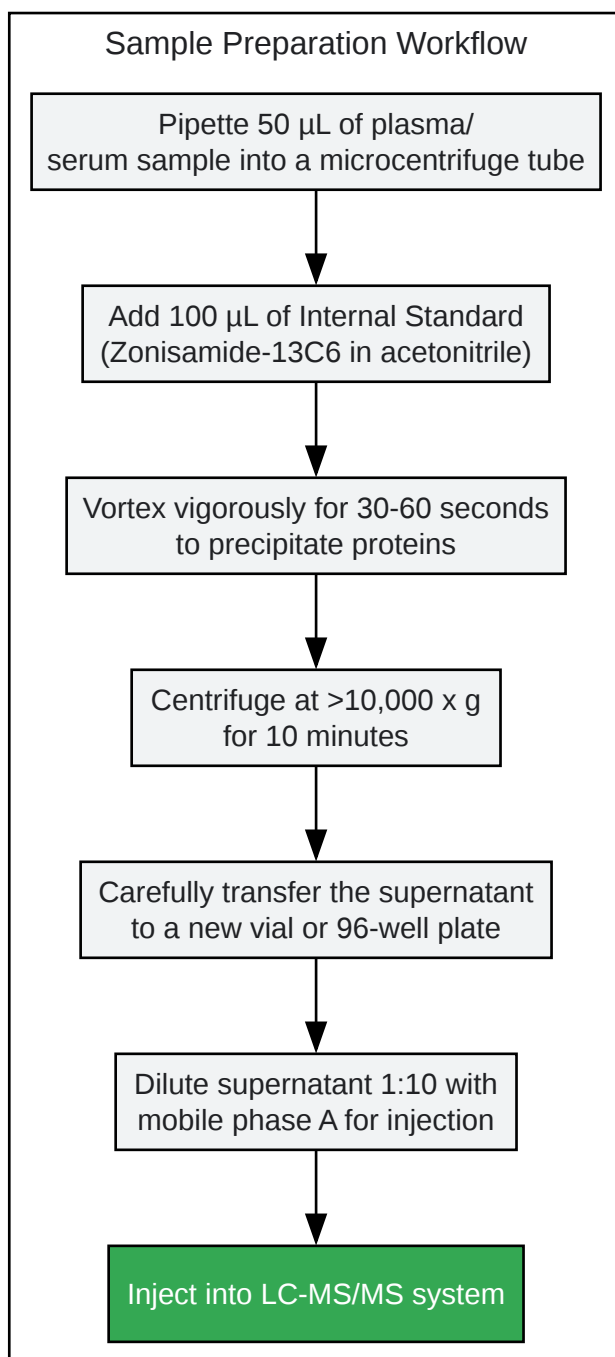 Sample Preparation Workflow
Pipette 50 µL of plasma/
serum sample into a microcentrifuge tube
Add 100 µL of Internal Standard
(Zonisamide-13C6 in acetonitrile)
Vortex vigorously for 30-60 seconds
to precipitate proteins
Centrifuge at >10,000 x g
for 10 minutes
Carefully transfer the supernatant
to a new vial or 96-well plate
Dilute supernatant 1:10 with
mobile phase A for injection
Inject into LC-MS/MS system